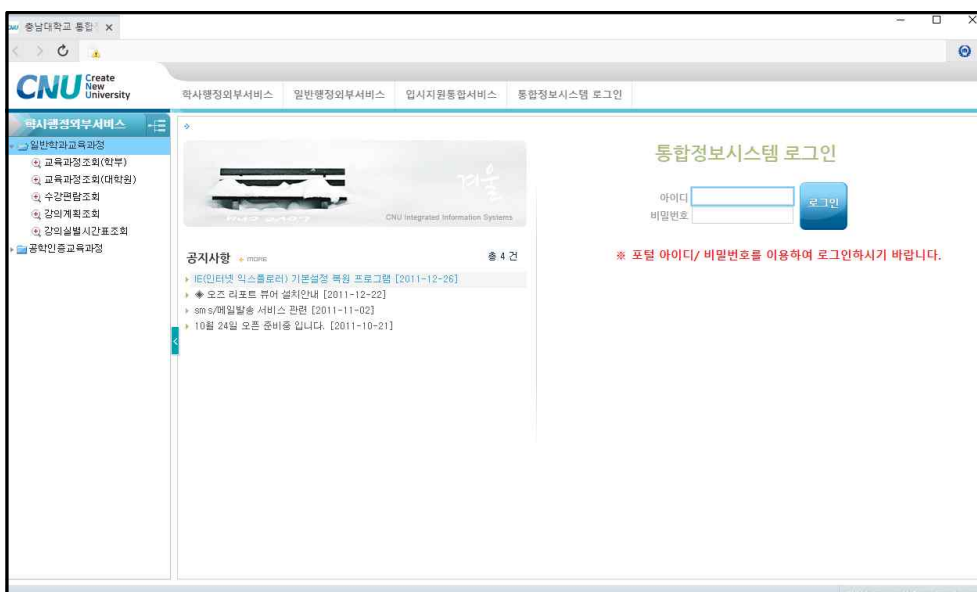 충남대학교 통합
CNU Create New University
학사행정외부서비스 일반행정외부서비스 입시지원통합서비스 통합정보시스템 로그인
학사행정외부서비스
일반학과교육과정
교육과정조회(학부)
교육과정조회(대학원)
수강편람조회
강의계획조회
강의실별시간표조회
공학인증교육과정
겨울
CNU Integrated Information Systems
공지사항 MORE 총 4 건
IE(인터넷 익스플로러) 기본설정 복원 프로그램 [2011-12-26]
◈ 오즈 리포트 뷰어 설치안내 [2011-12-22]
sms/메일발송 서비스 관련 [2011-11-02]
10월 24일 오픈 준비중 입니다. [2011-10-21]
통합정보시스템 로그인
아이디
비밀번호
로그인
※ 포털 아이디/ 비밀번호를 이용하여 로그인하시기 바랍니다.